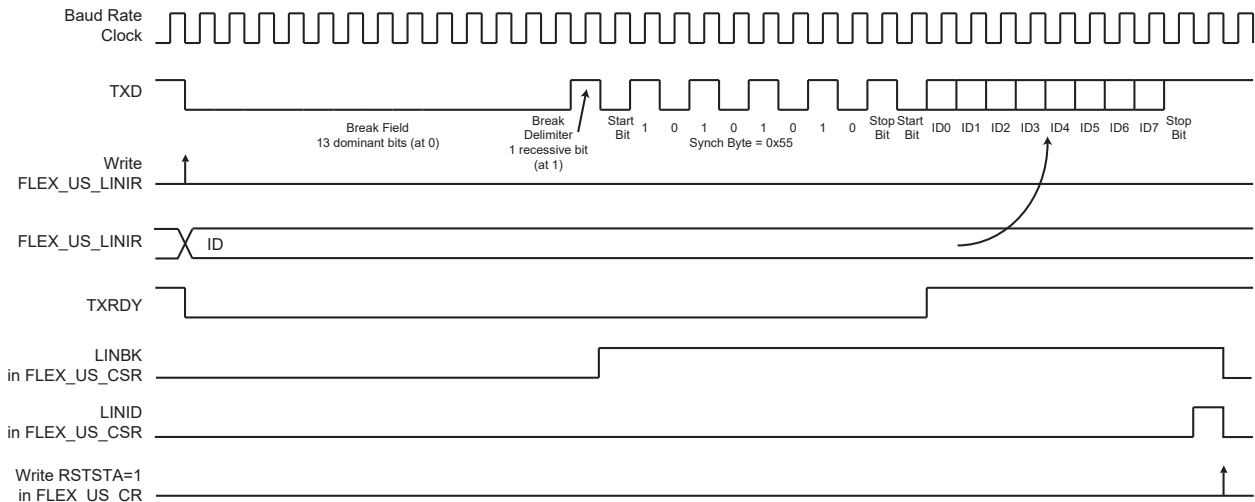 Baud Rate
Clock
TXD
Break Field
13 dominant bits (at 0)
Break
Delimiter
1 recessive bit
(at 1)
Start
Bit
1 0 1 0 1 0 1 0
Synch Byte = 0x55
Stop
Bit
Start
Bit
ID0 ID1 ID2 ID3 ID4 ID5 ID6 ID7
Stop
Bit
Write
FLEX_US_LINIR
FLEX_US_LINIR
ID
TXRDY
LINBK
in FLEX_US_CSR
LINID
in FLEX_US_CSR
Write RSTSTA=1
in FLEX_US_CR